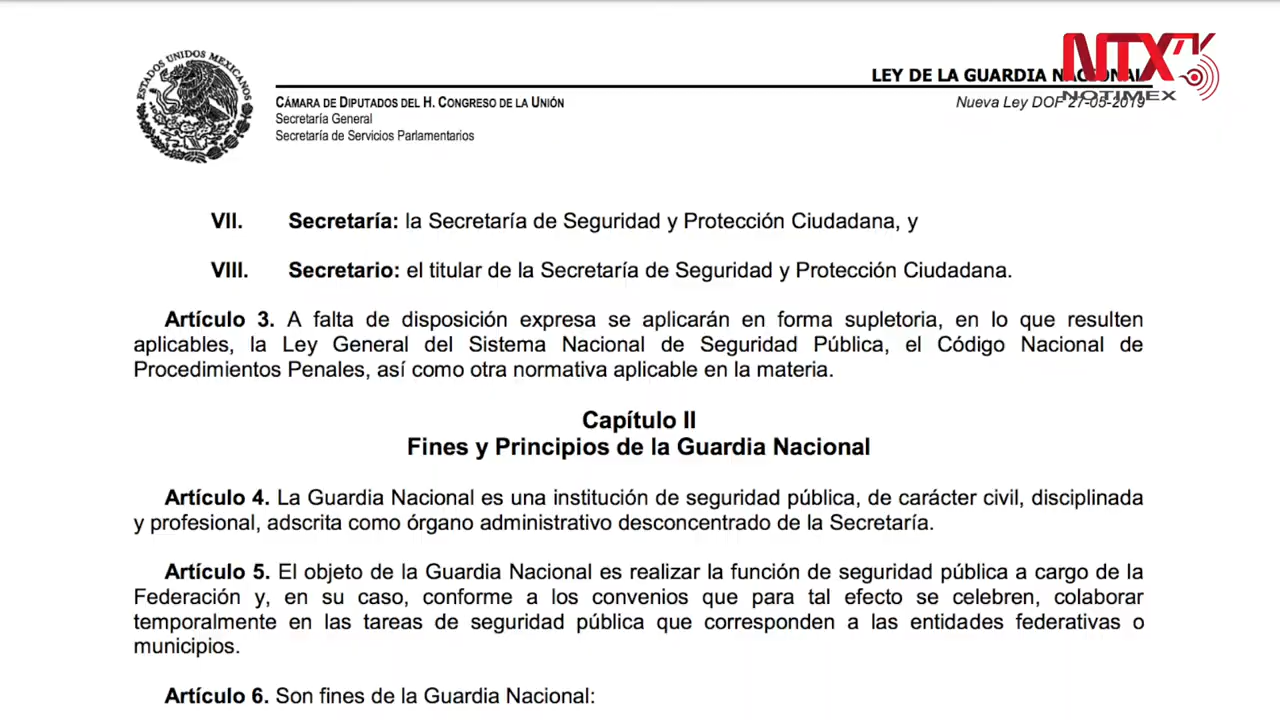 ESTADOS UNIDOS MEXICANOS
LEY DE LA GUARDIA NACIONAL
NTX TV
NOTIMEX
CÁMARA DE DIPUTADOS DEL H. CONGRESO DE LA UNIÓN
Nueva Ley DOF 27-05-2019
Secretaría General
Secretaría de Servicios Parlamentarios
VII. Secretaría: la Secretaría de Seguridad y Protección Ciudadana, y
VIII. Secretario: el titular de la Secretaría de Seguridad y Protección Ciudadana.
Artículo 3. A falta de disposición expresa se aplicarán en forma supletoria, en lo que resulten
aplicables, la Ley General del Sistema Nacional de Seguridad Pública, el Código Nacional de
Procedimientos Penales, así como otra normativa aplicable en la materia.
Capítulo II
Fines y Principios de la Guardia Nacional
Artículo 4. La Guardia Nacional es una institución de seguridad pública, de carácter civil, disciplinada
y profesional, adscrita como órgano administrativo desconcentrado de la Secretaría.
Artículo 5. El objeto de la Guardia Nacional es realizar la función de seguridad pública a cargo de la
Federación y, en su caso, conforme a los convenios que para tal efecto se celebren, colaborar
temporalmente en las tareas de seguridad pública que corresponden a las entidades federativas o
municipios.
Artículo 6. Son fines de la Guardia Nacional: